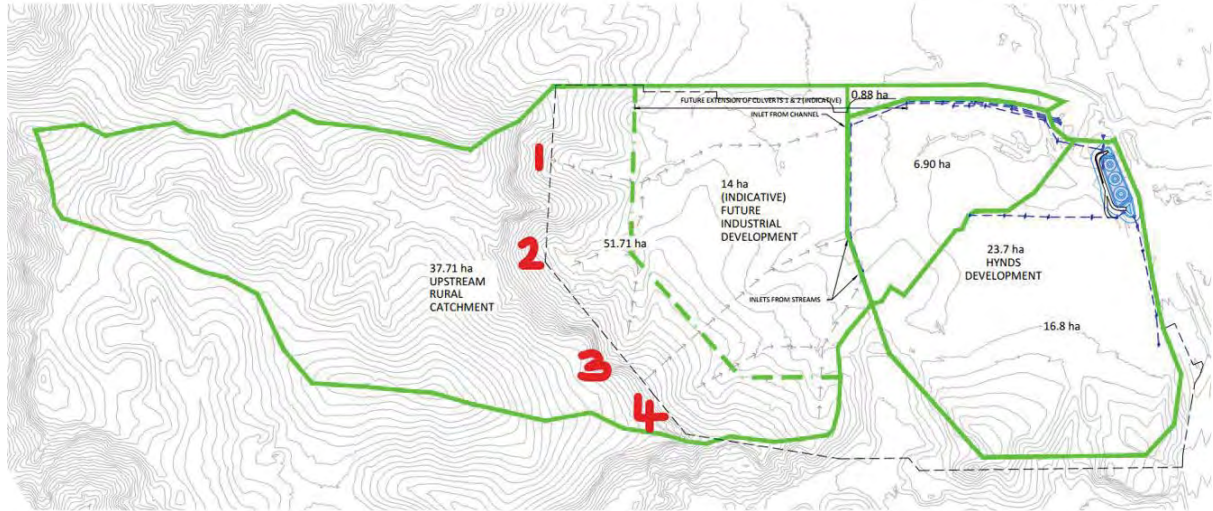 FUTURE EXTENSION OF CULVERTS 1 & 2 (INDICATIVE)
0.88 ha
INLET FROM CHANNEL
1
6.90 ha
14 ha
(INDICATIVE)
FUTURE
INDUSTRIAL
DEVELOPMENT
2
51.71 ha
37.71 ha
UPSTREAM
RURAL
CATCHMENT
23.7 ha
HYNDS
DEVELOPMENT
INLETS FROM STREAMS
16.8 ha
3
4